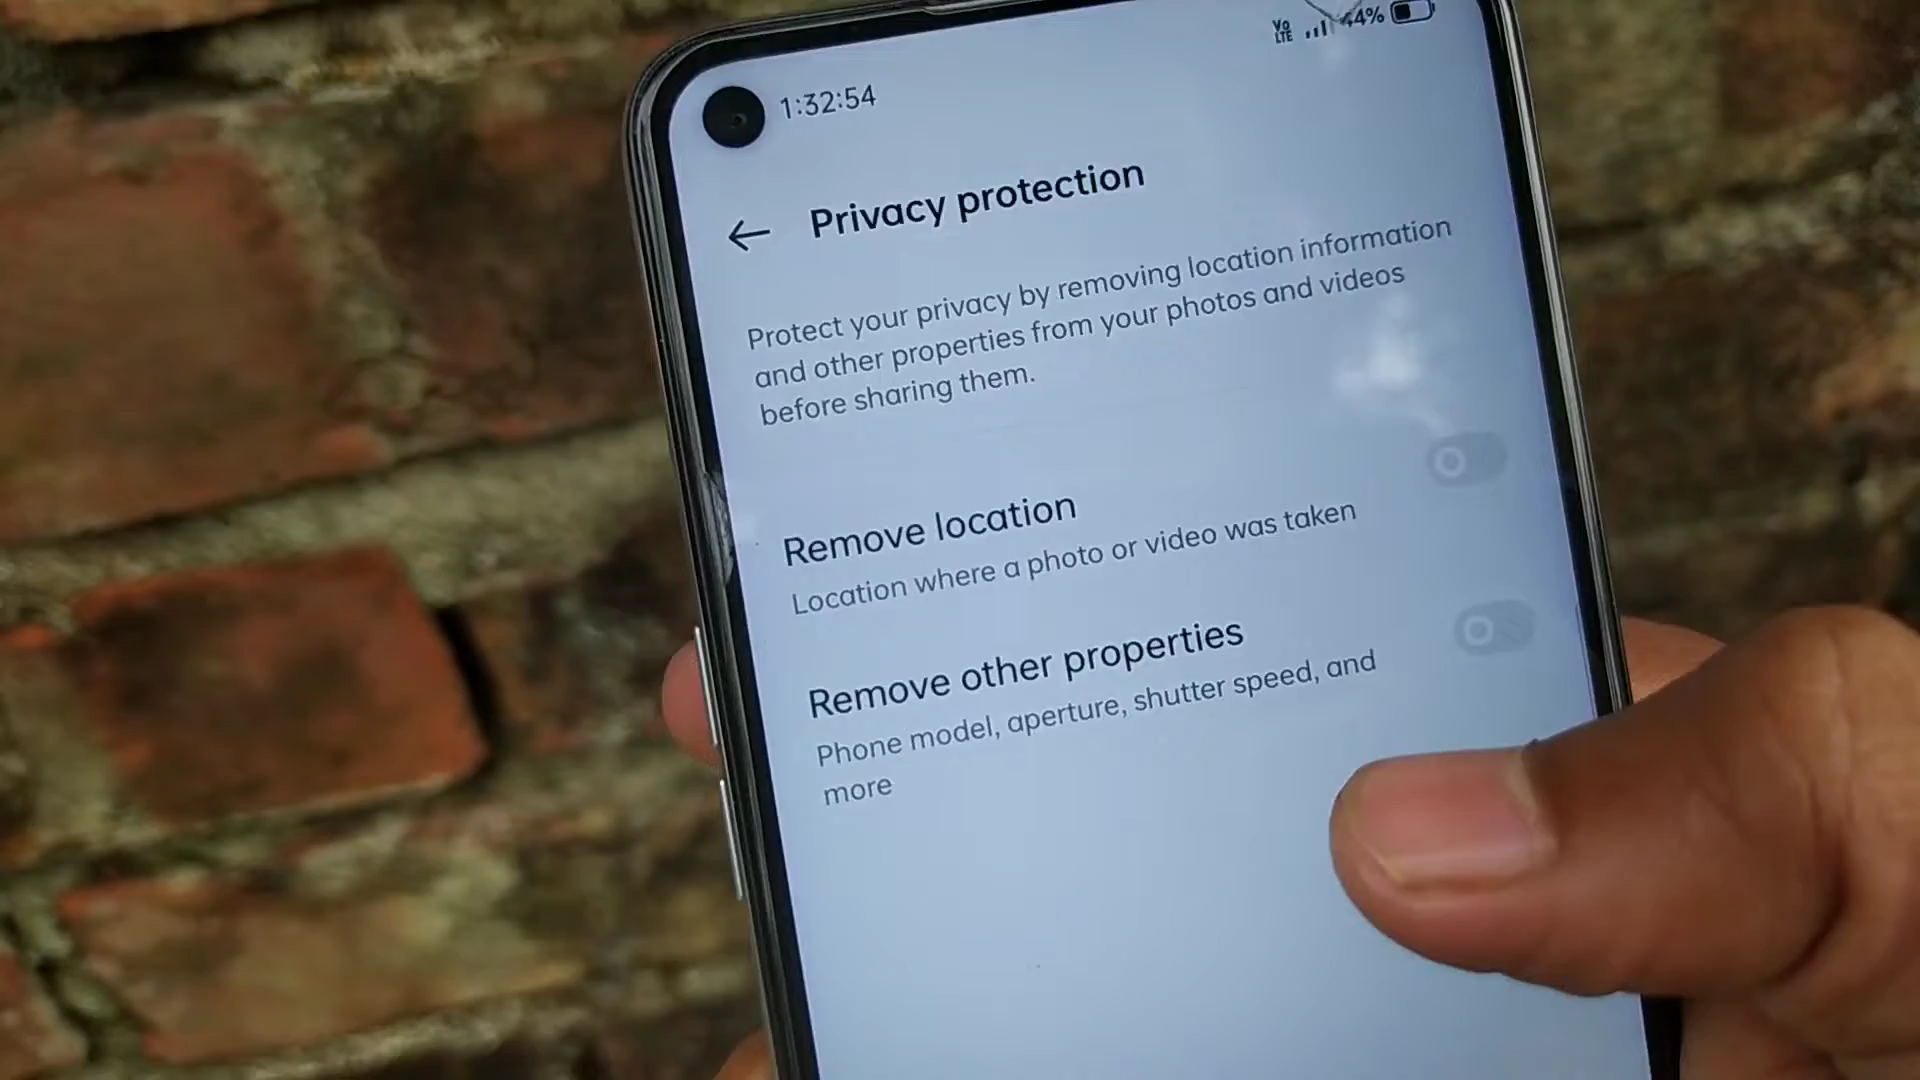 Vo
LTE
44%
1:32:54
Privacy protection
Protect your privacy by removing location information
and other properties from your photos and videos
before sharing them.
Remove location
Location where a photo or video was taken
Remove other properties
Phone model, aperture, shutter speed, and
more